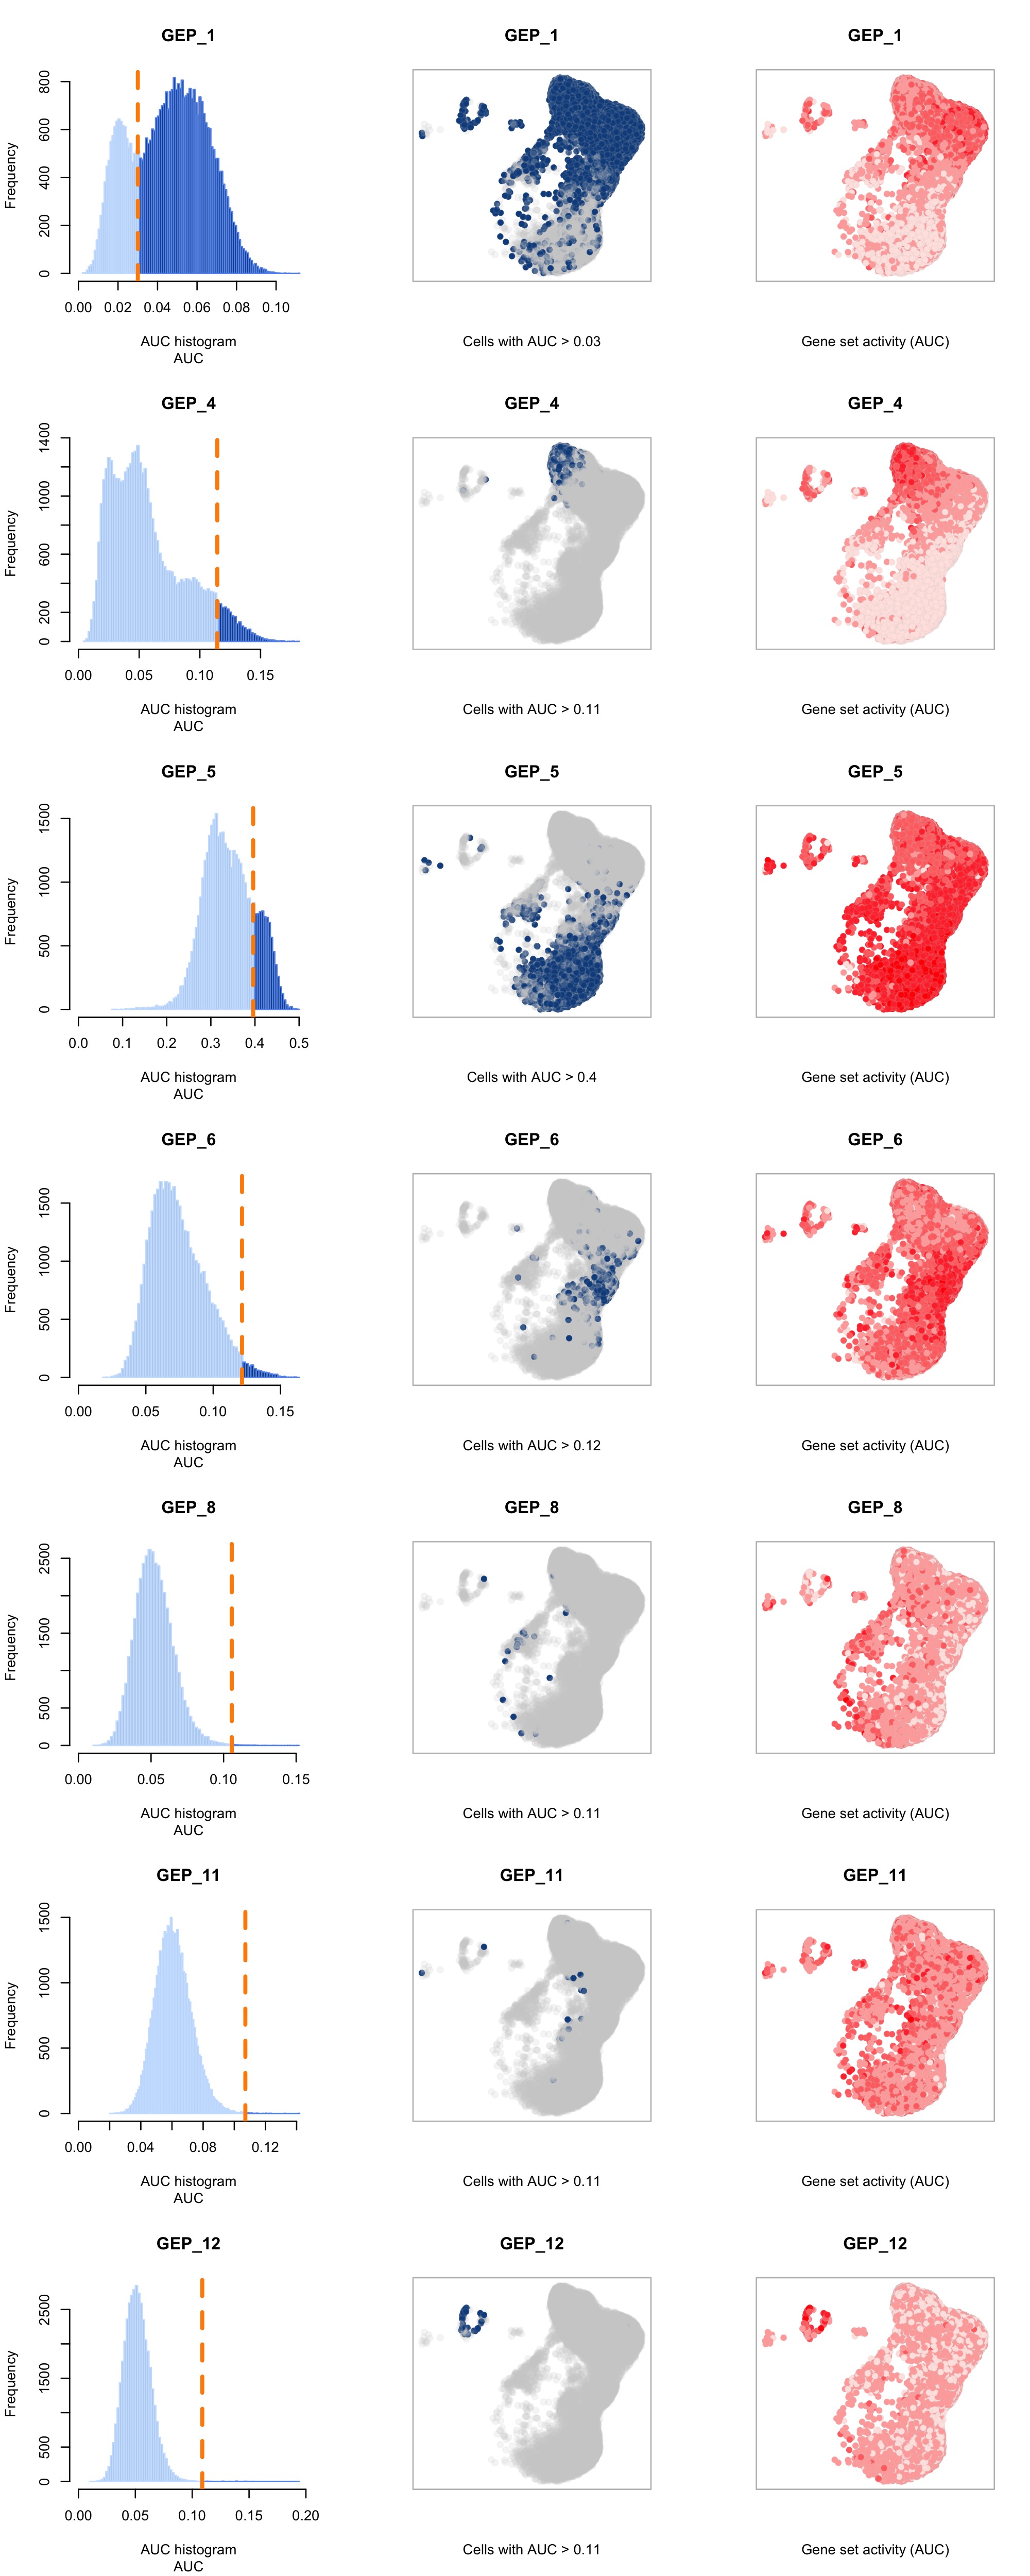 GEP_1 GEP_1 GEP_1
Frequency
800
600
400
200
0
0.00 0.02 0.04 0.06 0.08 0.10
AUC histogram Cells with AUC > 0.03 Gene set activity (AUC)
AUC
GEP_4 GEP_4 GEP_4
Frequency
1400
1000
600
200
0
0.00 0.05 0.10 0.15
AUC histogram Cells with AUC > 0.11 Gene set activity (AUC)
AUC
GEP_5 GEP_5 GEP_5
Frequency
1500
1000
500
0
0.0 0.1 0.2 0.3 0.4 0.5
AUC histogram Cells with AUC > 0.4 Gene set activity (AUC)
AUC
GEP_6 GEP_6 GEP_6
Frequency
1500
1000
500
0
0.00 0.05 0.10 0.15
AUC histogram Cells with AUC > 0.12 Gene set activity (AUC)
AUC
GEP_8 GEP_8 GEP_8
Frequency
2500
1500
500
0
0.00 0.05 0.10 0.15
AUC histogram Cells with AUC > 0.11 Gene set activity (AUC)
AUC
GEP_11 GEP_11 GEP_11
Frequency
1500
1000
500
0
0.00 0.04 0.08 0.12
AUC histogram Cells with AUC > 0.11 Gene set activity (AUC)
AUC
GEP_12 GEP_12 GEP_12
Frequency
2500
1500
500
0
0.00 0.05 0.10 0.15 0.20
AUC histogram Cells with AUC > 0.11 Gene set activity (AUC)
AUC